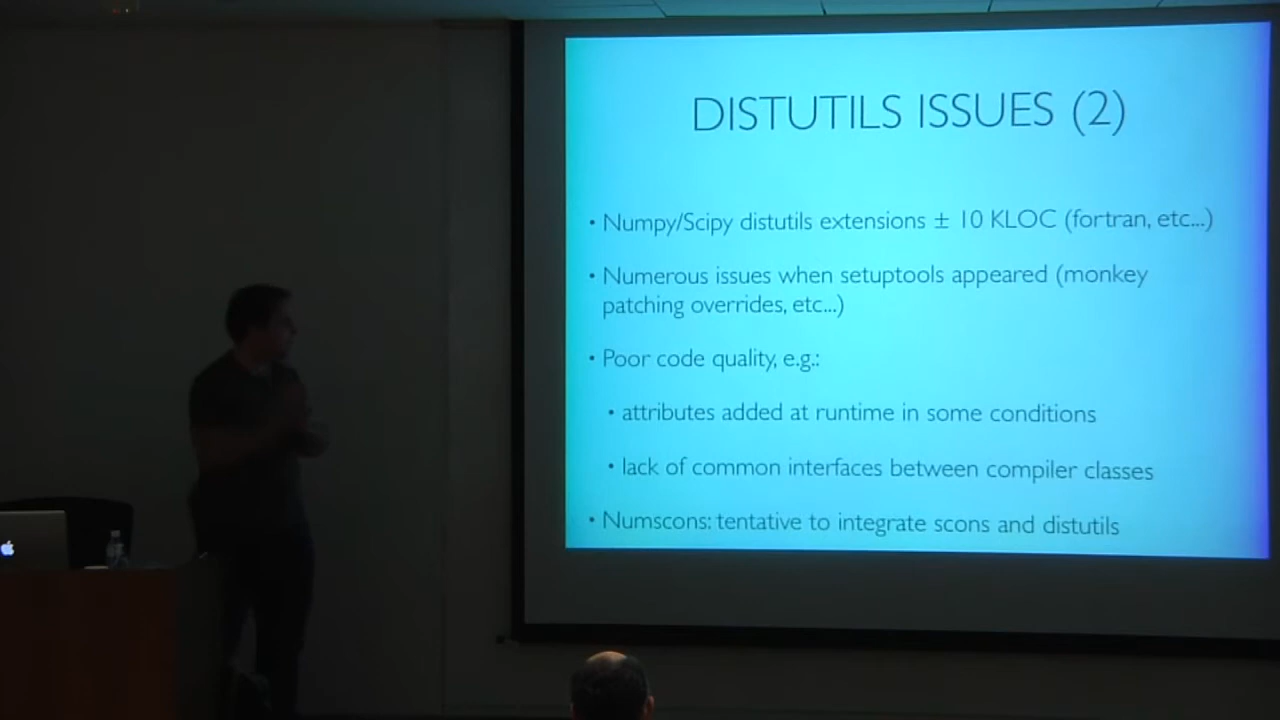 DISTUTILS ISSUES (2)
• Numpy/Scipy distutils extensions ± 10 KLOC (fortran, etc...)
• Numerous issues when setuptools appeared (monkey
patching overrides, etc...)
• Poor code quality, e.g.:
• attributes added at runtime in some conditions
• lack of common interfaces between compiler classes
• Numscons: tentative to integrate scons and distutils